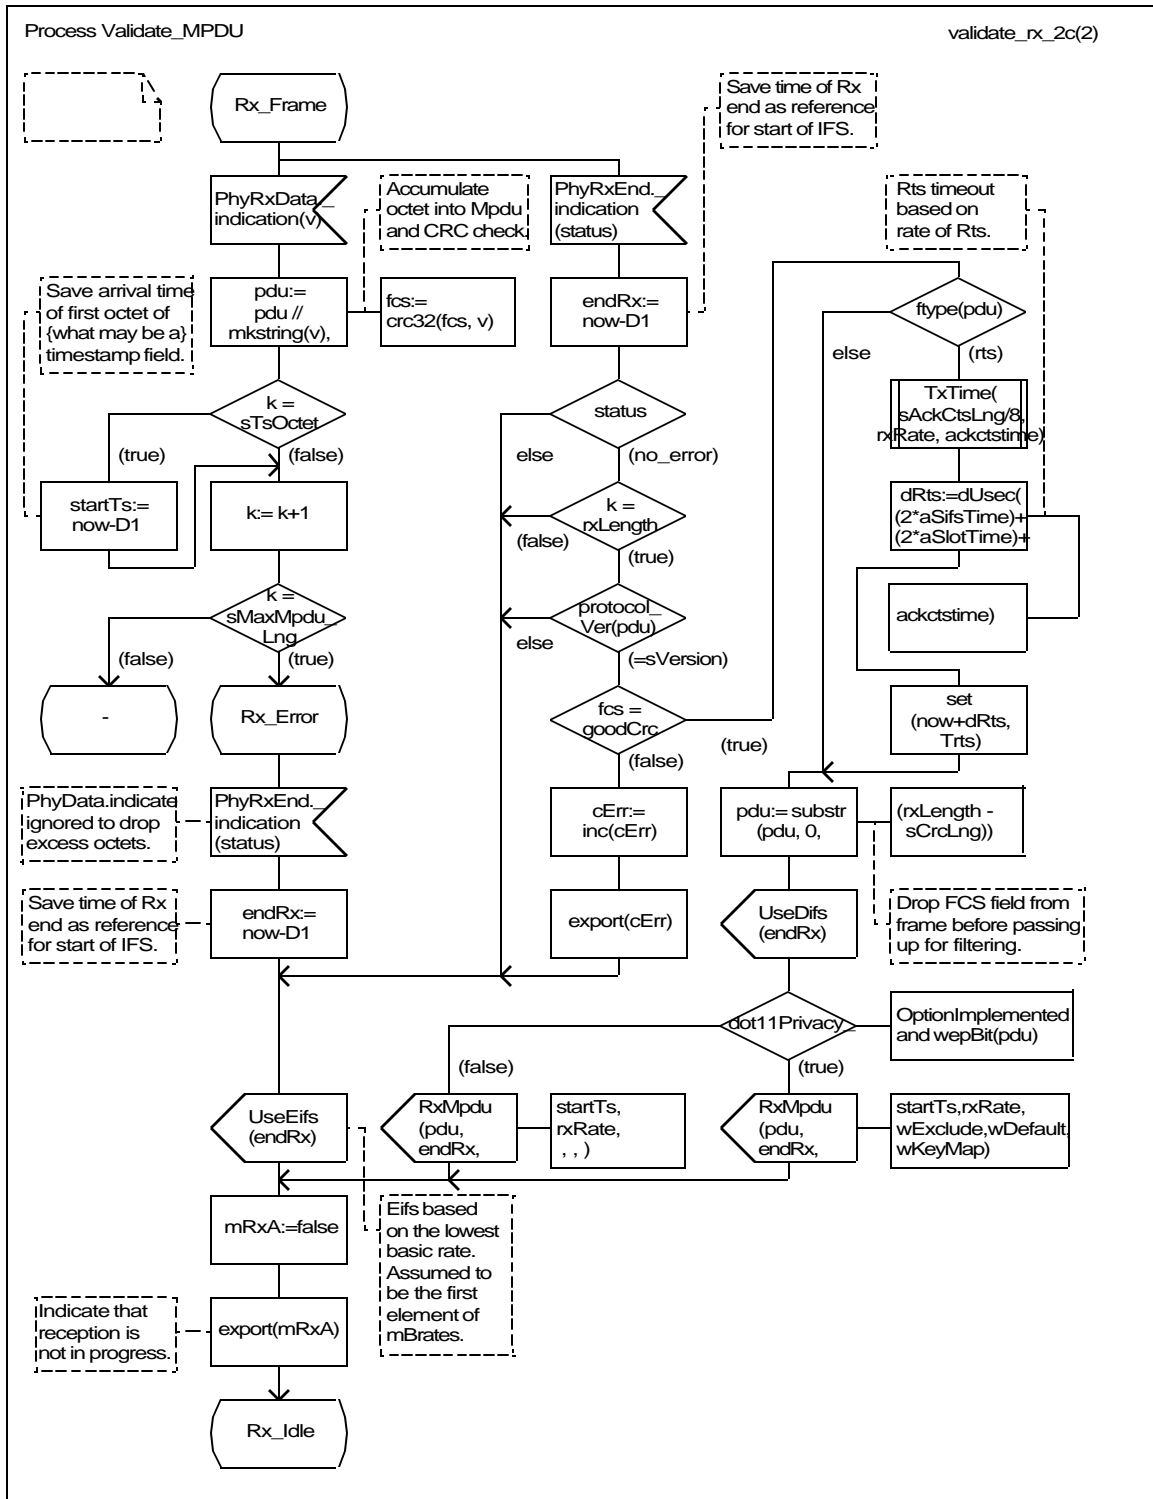 Process Validate_MPDU
validate_rx_2c(2)
Rx_Frame
Save time of Rx
end as reference
for start of IFS.
PhyRxData._
indication(v)
Accumulate
octet into Mpdu
and CRC check.
PhyRxEnd._
indication
(status)
Rts timeout
based on
rate of Rts.
Save arrival time
of first octet of
{what may be a}
timestamp field.
pdu:=
pdu //
mkstring(v),
fcs:=
crc32(fcs, v)
endRx:=
now-D1
ftype(pdu)
else
(rts)
k =
sTsOctet
status
TxTime(
sAckCtsLng/8,
rxRate, ackctstime)
(true)
(false)
else
(no_error)
startTs:=
now-D1
k:= k+1
k =
rxLength
dRts:=dUsec(
(2*aSifsTime)+
(2*aSlotTime)+
(false)
(true)
k =
sMaxMpdu_
Lng
protocol_
Ver(pdu)
ackctstime)
else
(false)
(true)
(=sVersion)
-
Rx_Error
fcs =
goodCrc
set
(now+dRts,
Trts)
(true)
(false)
PhyData.indicate
ignored to drop
excess octets.
PhyRxEnd._
indication
(status)
cErr:=
inc(cErr)
pdu:= substr
(pdu, 0,
(rxLength -
sCrcLng))
Save time of Rx
end as reference
for start of IFS.
endRx:=
now-D1
export(cErr)
UseDifs
(endRx)
Drop FCS field from
frame before passing
up for filtering.
dot11Privacy_
OptionImplemented
and wepBit(pdu)
(false)
(true)
UseEifs
(endRx)
RxMpdu
(pdu,
endRx,
startTs,
rxRate,
, , )
RxMpdu
(pdu,
endRx,
startTs,rxRate,
wExclude,wDefault,
wKeyMap)
mRxA:=false
Eifs based
on the lowest
basic rate.
Assumed to
be the first
element of
mBrates.
Indicate that
reception is
not in progress.
export(mRxA)
Rx_Idle